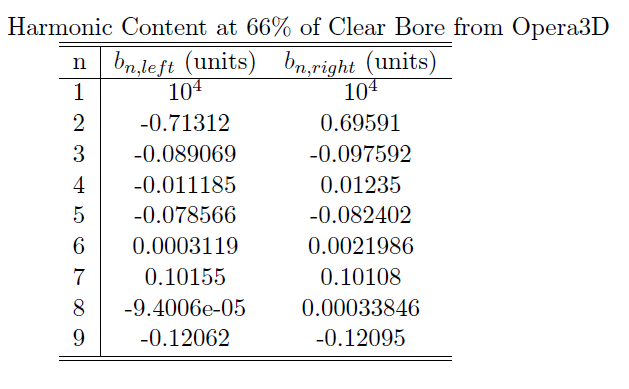 Harmonic Content at 66% of Clear Bore from Opera3D
n b_{n,left} (units) b_{n,right} (units)
1 10^4 10^4
2 -0.71312 0.69591
3 -0.089069 -0.097592
4 -0.011185 0.01235
5 -0.078566 -0.082402
6 0.0003119 0.0021986
7 0.10155 0.10108
8 -9.4006e-05 0.00033846
9 -0.12062 -0.12095